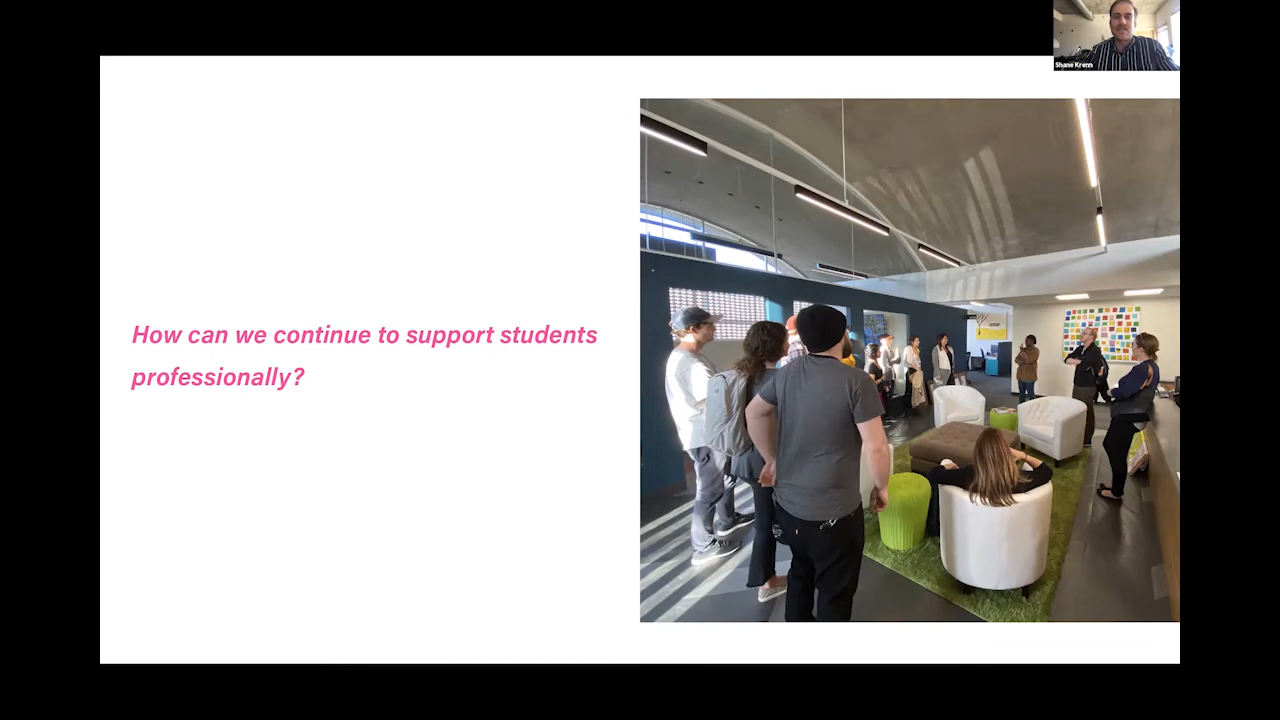 Shane Krenn
How can we continue to support students
professionally?